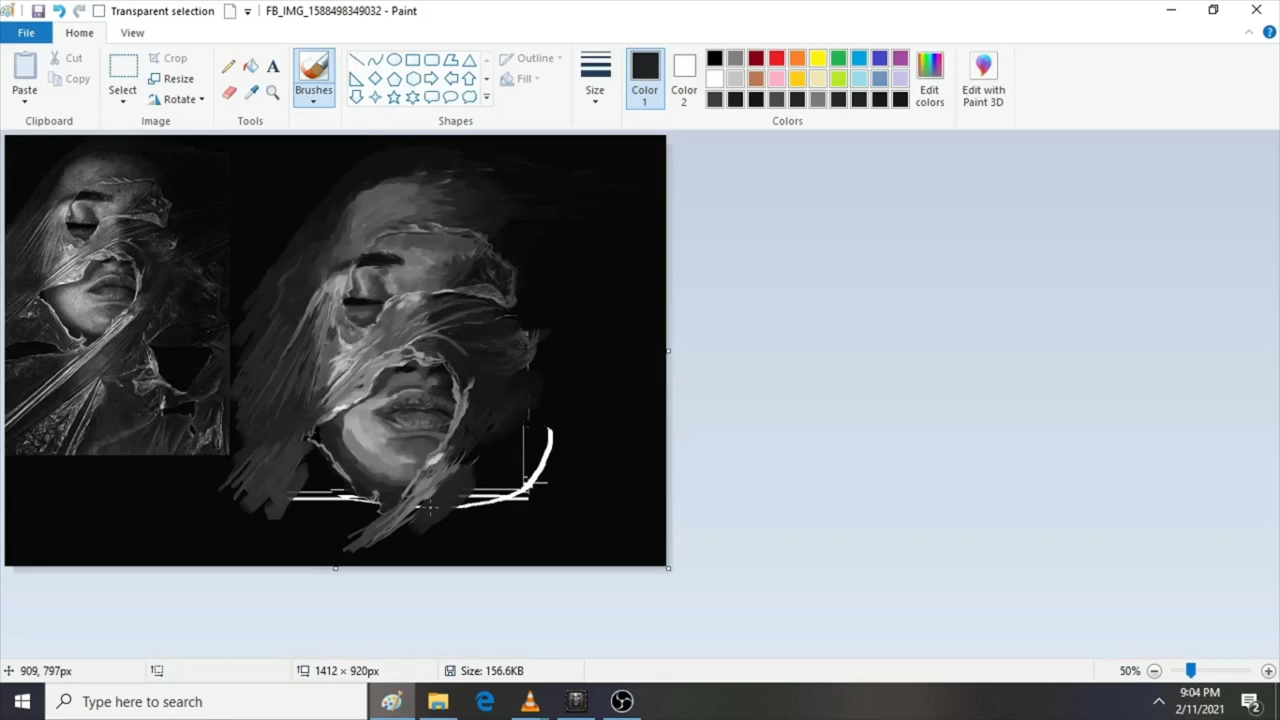 Transparent selection
FB_IMG_1588498349032 - Paint
File
Home
View
Paste
Cut
Copy
Clipboard
Select
Crop
Resize
Rotate
Image
A
Tools
Brushes
Shapes
Outline
Fill
Size
Color
1
Color
2
Edit
colors
Colors
Edit with
Paint 3D
909, 797px
1412 × 920px
Size: 156.6KB
50%
Type here to search
9:04 PM
2/11/2021
2